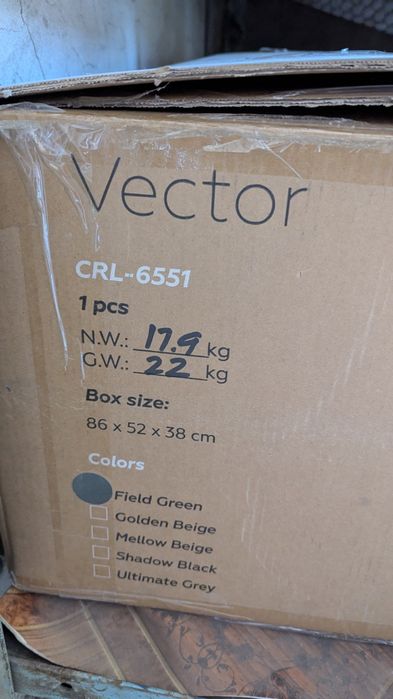 Vector
CRL-6551
1 pcs
N.W.: 17.9 kg
G.W.: 22 kg
Box size:
86 x 52 x 38 cm
Colors
Field Green
Golden Beige
Mellow Beige
Shadow Black
Ultimate Grey